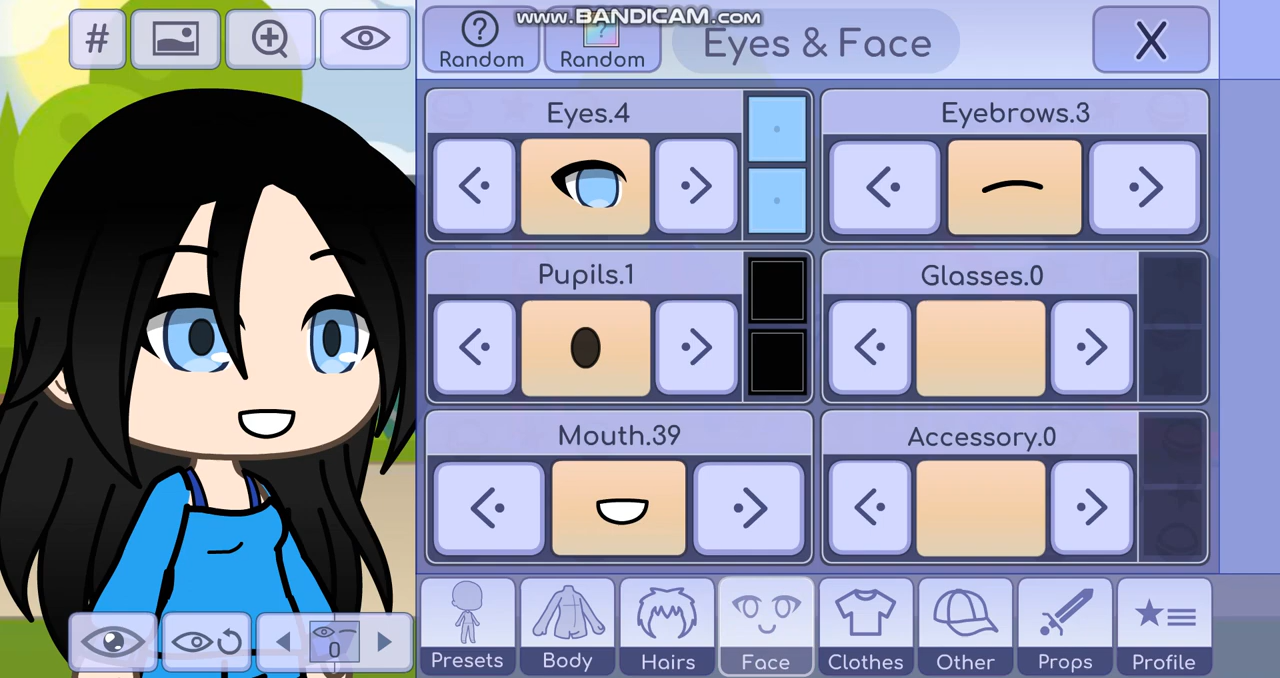 www.BANDICAM.com
#
?
Random
?
Random
Eyes & Face
X
Eyes.4
Eyebrows.3
Pupils.1
Glasses.0
Mouth.39
Accessory.0
0
Presets
Body
Hairs
Face
Clothes
Other
Props
Profile